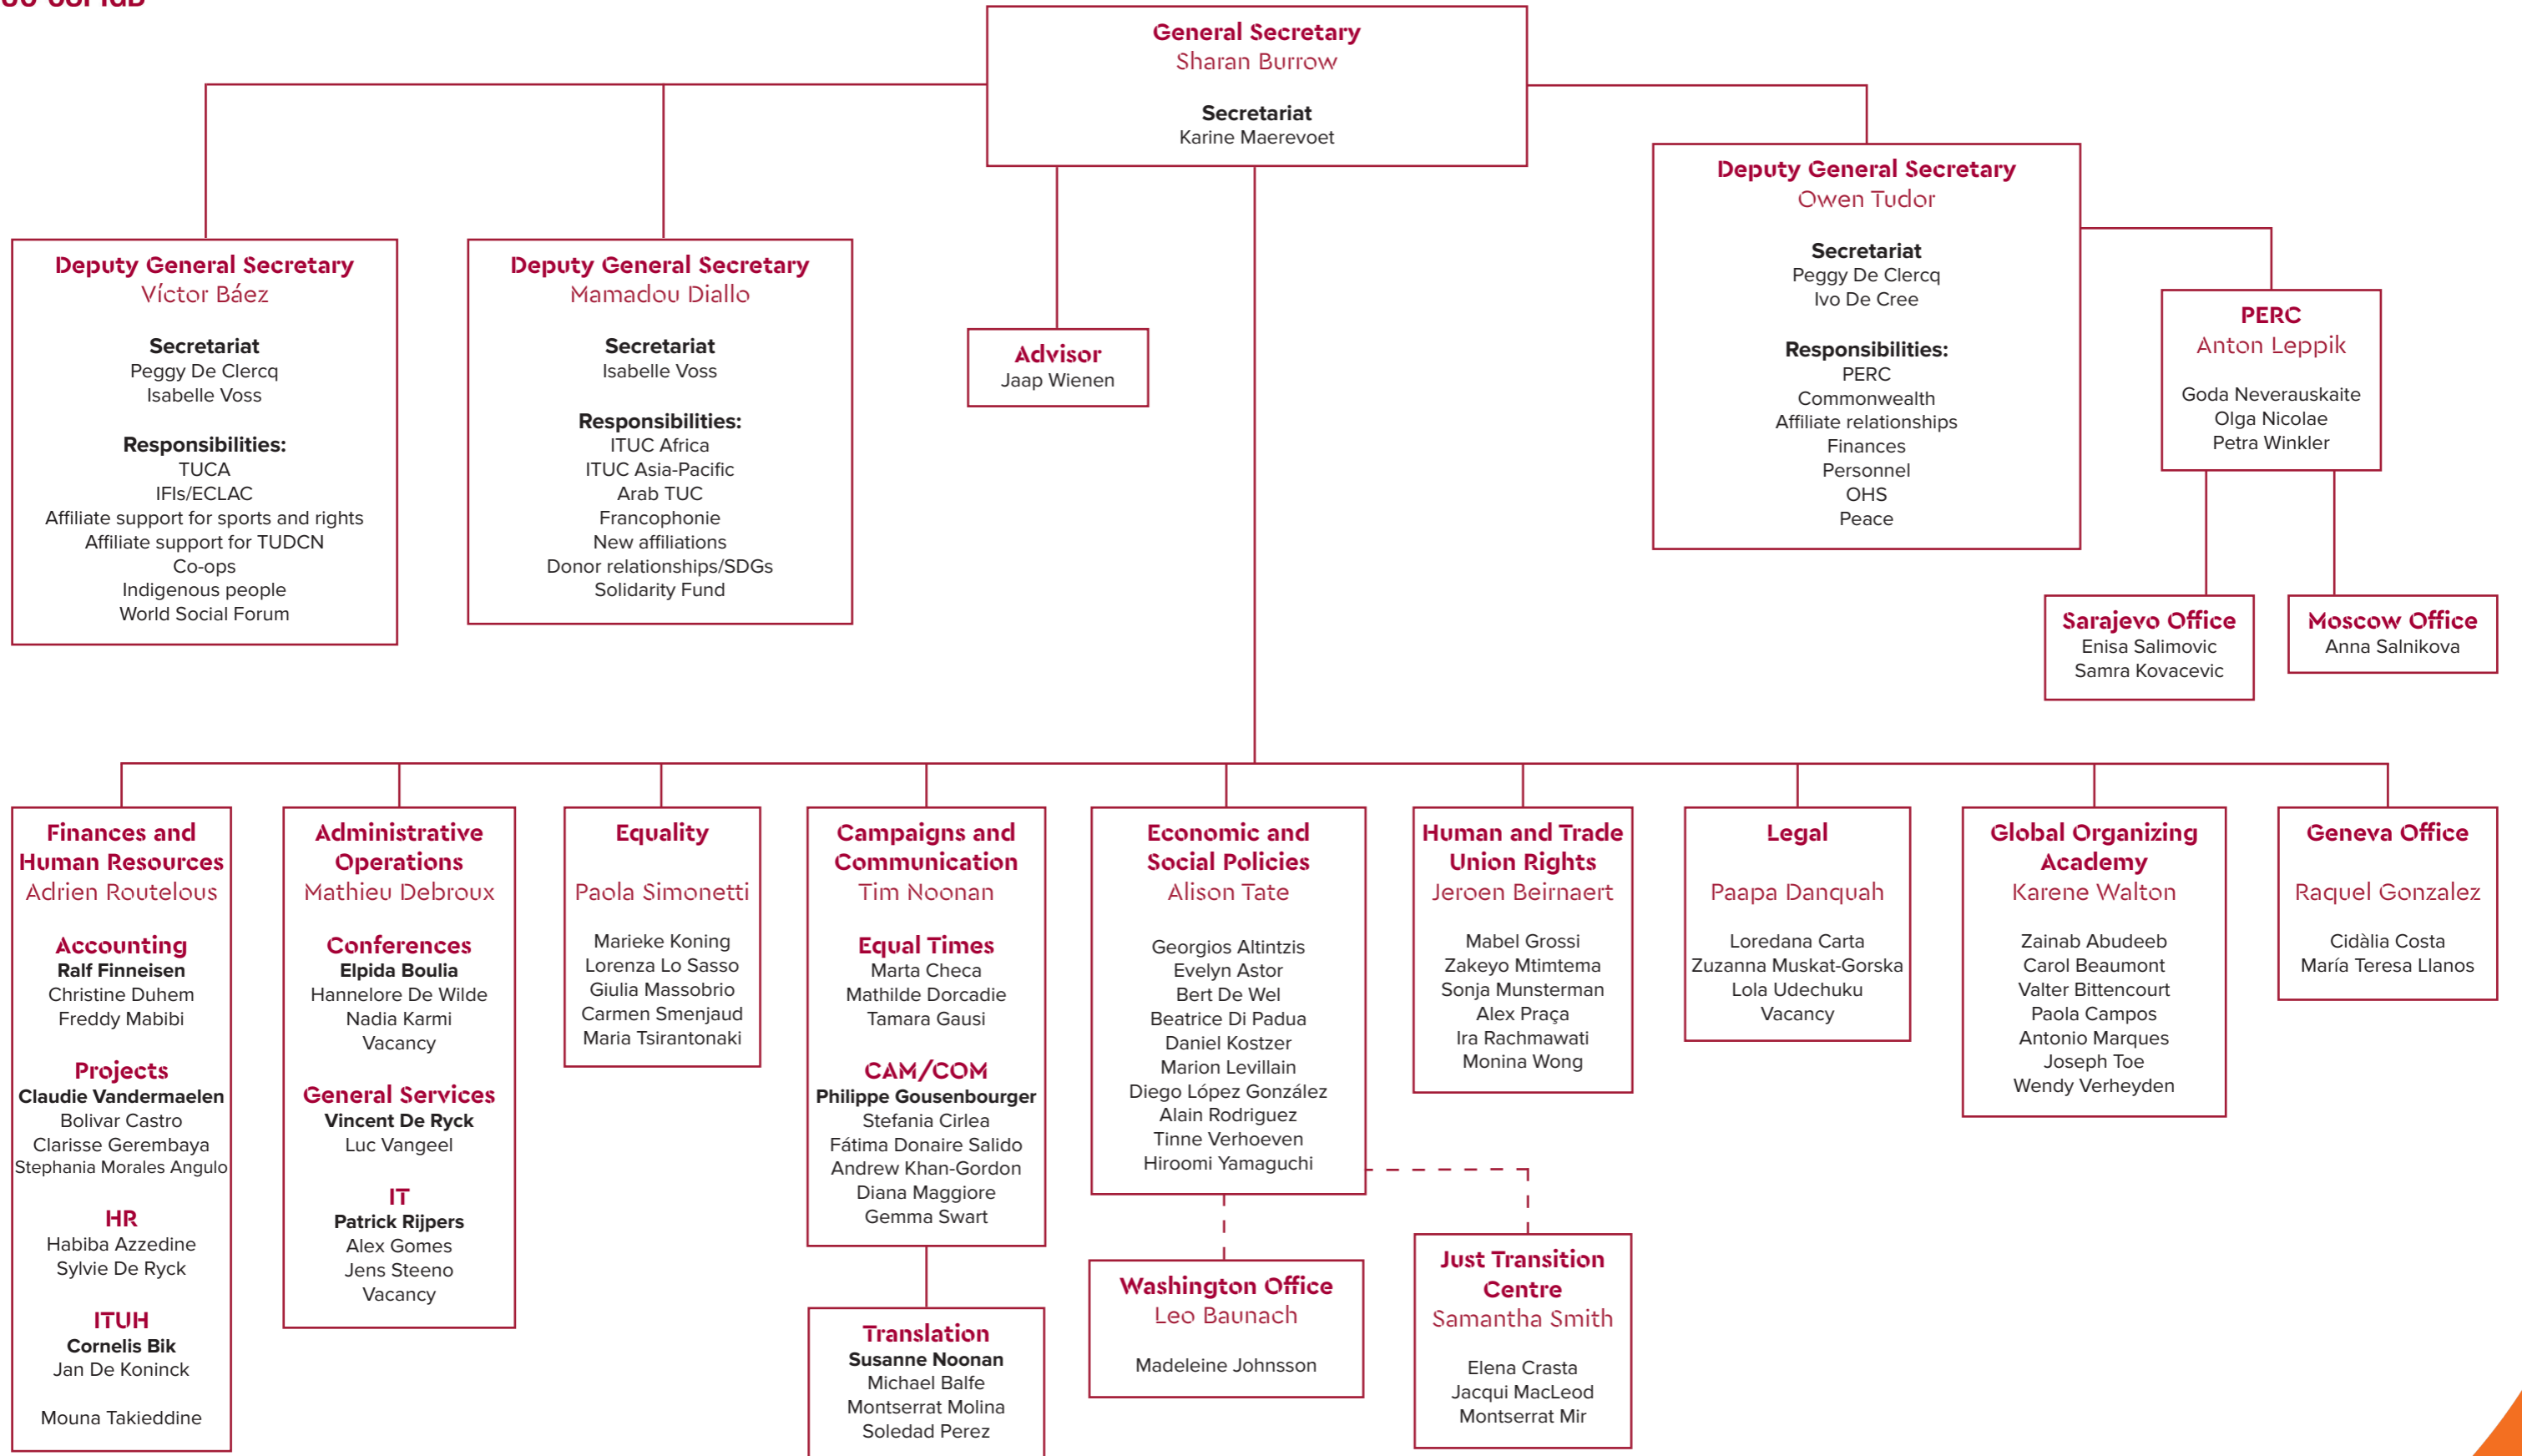 General Secretary
Sharan Burrow
Secretariat
Karine Maerevoet
Deputy General Secretary
Víctor Báez
Secretariat
Peggy De Clercq
Isabelle Voss
Responsibilities:
TUCA
IFIs/ECLAC
Affiliate support for sports and rights
Affiliate support for TUDCN
Co-ops
Indigenous people
World Social Forum
Deputy General Secretary
Mamadou Diallo
Secretariat
Isabelle Voss
Responsibilities:
ITUC Africa
ITUC Asia-Pacific
Arab TUC
Francophonie
New affiliations
Donor relationships/SDGs
Solidarity Fund
Advisor
Jaap Wienen
Deputy General Secretary
Owen Tudor
Secretariat
Peggy De Clercq
Ivo De Cree
Responsibilities:
PERC
Commonwealth
Affiliate relationships
Finances
Personnel
OHS
Peace
PERC
Anton Leppik
Goda Neverauskaite
Olga Nicolae
Petra Winkler
Sarajevo Office
Enisa Salimovic
Samra Kovacevic
Moscow Office
Anna Salnikova
Finances and
Human Resources
Adrien Routelous
Accounting
Ralf Finneisen
Christine Duhem
Freddy Mabibi
Projects
Claudie Vandermaelen
Bolivar Castro
Clarisse Gerembaya
Stephania Morales Angulo
HR
Habiba Azzedine
Sylvie De Ryck
ITUH
Cornelis Bik
Jan De Koninck
Mouna Takieddine
Administrative
Operations
Mathieu Debroux
Conferences
Elpida Boulia
Hannelore De Wilde
Nadia Karmi
Vacancy
General Services
Vincent De Ryck
Luc Vangeel
IT
Patrick Rijpers
Alex Gomes
Jens Steeno
Vacancy
Equality
Paola Simonetti
Marieke Koning
Lorenza Lo Sasso
Giulia Massobrio
Carmen Smenjaud
Maria Tsirantonaki
Campaigns and
Communication
Tim Noonan
Equal Times
Marta Checa
Mathilde Dorcadie
Tamara Gausi
CAM/COM
Philippe Gousenbourger
Stefania Cirlea
Fátima Donaire Salido
Andrew Khan-Gordon
Diana Maggiore
Gemma Swart
Translation
Susanne Noonan
Michael Balfe
Montserrat Molina
Soledad Perez
Economic and
Social Policies
Alison Tate
Georgios Altintzis
Evelyn Astor
Bert De Wel
Beatrice Di Padua
Daniel Kostzer
Marion Levillain
Diego López González
Alain Rodriguez
Tinne Verhoeven
Hiroomi Yamaguchi
Washington Office
Leo Baunach
Madeleine Johnsson
Just Transition
Centre
Samantha Smith
Elena Crasta
Jacqui MacLeod
Montserrat Mir
Human and Trade
Union Rights
Jeroen Beirnaert
Mabel Grossi
Zakeyo Mtimtema
Sonja Munsterman
Alex Praça
Ira Rachmawati
Monina Wong
Legal
Paapa Danquah
Loredana Carta
Zuzanna Muskat-Gorska
Lola Udechuku
Vacancy
Global Organizing
Academy
Karene Walton
Zainab Abudeeb
Carol Beaumont
Valter Bittencourt
Paola Campos
Antonio Marques
Joseph Toe
Wendy Verheyden
Geneva Office
Raquel Gonzalez
Cidàlia Costa
María Teresa Llanos